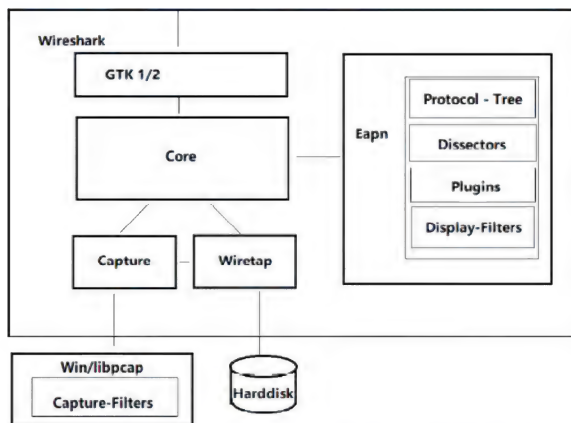 Wireshark
GTK 1/2
Core
Capture
Wiretap
Eapn
Protocol - Tree
Dissectors
Plugins
Display-Filters
Win/libpcap
Capture-Filters
Harddisk